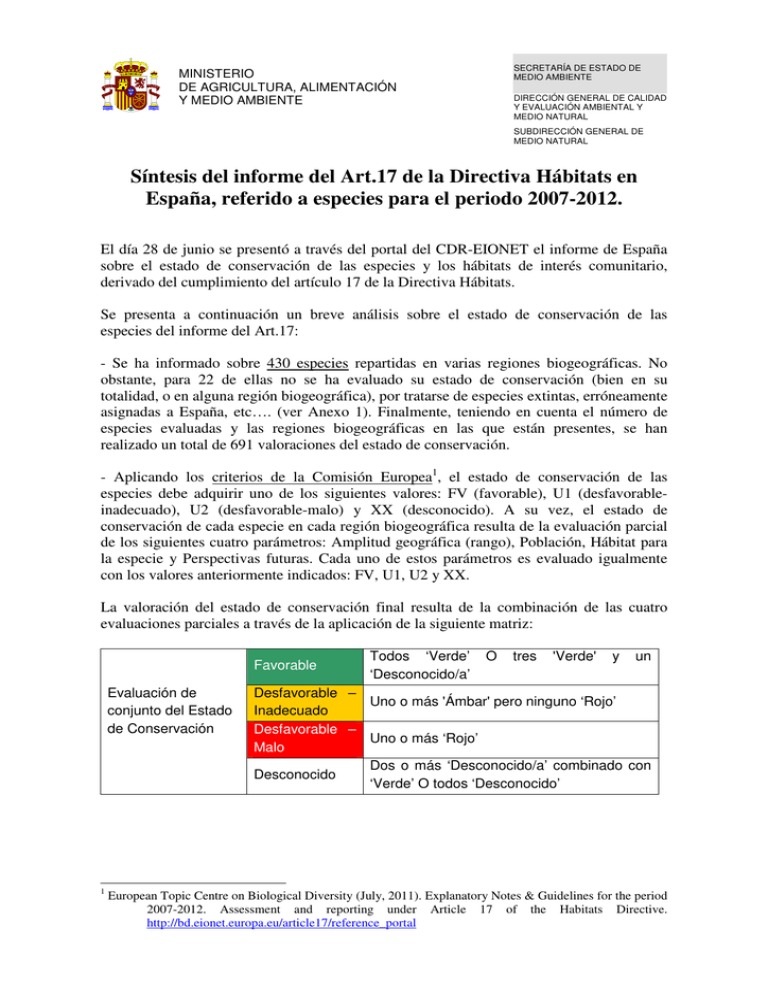 MINISTERIO
DE AGRICULTURA, ALIMENTACIÓN
Y MEDIO AMBIENTE
SECRETARÍA DE ESTADO DE
MEDIO AMBIENTE
DIRECCIÓN GENERAL DE CALIDAD
Y EVALUACIÓN AMBIENTAL Y
MEDIO NATURAL
SUBDIRECCIÓN GENERAL DE
MEDIO NATURAL
Síntesis del informe del Art.17 de la Directiva Hábitats en
España, referido a especies para el periodo 2007-2012.
El día 28 de junio se presentó a través del portal del CDR-EIONET el informe de España
sobre el estado de conservación de las especies y los hábitats de interés comunitario,
derivado del cumplimiento del artículo 17 de la Directiva Hábitats.
Se presenta a continuación un breve análisis sobre el estado de conservación de las
especies del informe del Art.17:
- Se ha informado sobre 430 especies repartidas en varias regiones biogeográficas. No
obstante, para 22 de ellas no se ha evaluado su estado de conservación (bien en su
totalidad, o en alguna región biogeográfica), por tratarse de especies extintas, erróneamente
asignadas a España, etc…. (ver Anexo 1). Finalmente, teniendo en cuenta el número de
especies evaluadas y las regiones biogeográficas en las que están presentes, se han
realizado un total de 691 valoraciones del estado de conservación.
- Aplicando los criterios de la Comisión Europea1, el estado de conservación de las
especies debe adquirir uno de los siguientes valores: FV (favorable), U1 (desfavorable-
inadecuado), U2 (desfavorable-malo) y XX (desconocido). A su vez, el estado de
conservación de cada especie en cada región biogeográfica resulta de la evaluación parcial
de los siguientes cuatro parámetros: Amplitud geográfica (rango), Población, Hábitat para
la especie y Perspectivas futuras. Cada uno de estos parámetros es evaluado igualmente
con los valores anteriormente indicados: FV, U1, U2 y XX.
La valoración del estado de conservación final resulta de la combinación de las cuatro
evaluaciones parciales a través de la aplicación de la siguiente matriz:
Evaluación de
conjunto del Estado
de Conservación
Favorable
Todos ‘Verde’ O tres 'Verde' y un
‘Desconocido/a’
Desfavorable –
Inadecuado
Uno o más 'Ámbar' pero ninguno ‘Rojo’
Desfavorable –
Malo
Uno o más ‘Rojo’
Desconocido
Dos o más ‘Desconocido/a’ combinado con
‘Verde’ O todos ‘Desconocido’
1 European Topic Centre on Biological Diversity (July, 2011). Explanatory Notes & Guidelines for the period
2007-2012. Assessment and reporting under Article 17 of the Habitats Directive.
http://bd.eionet.europa.eu/article17/reference_portal